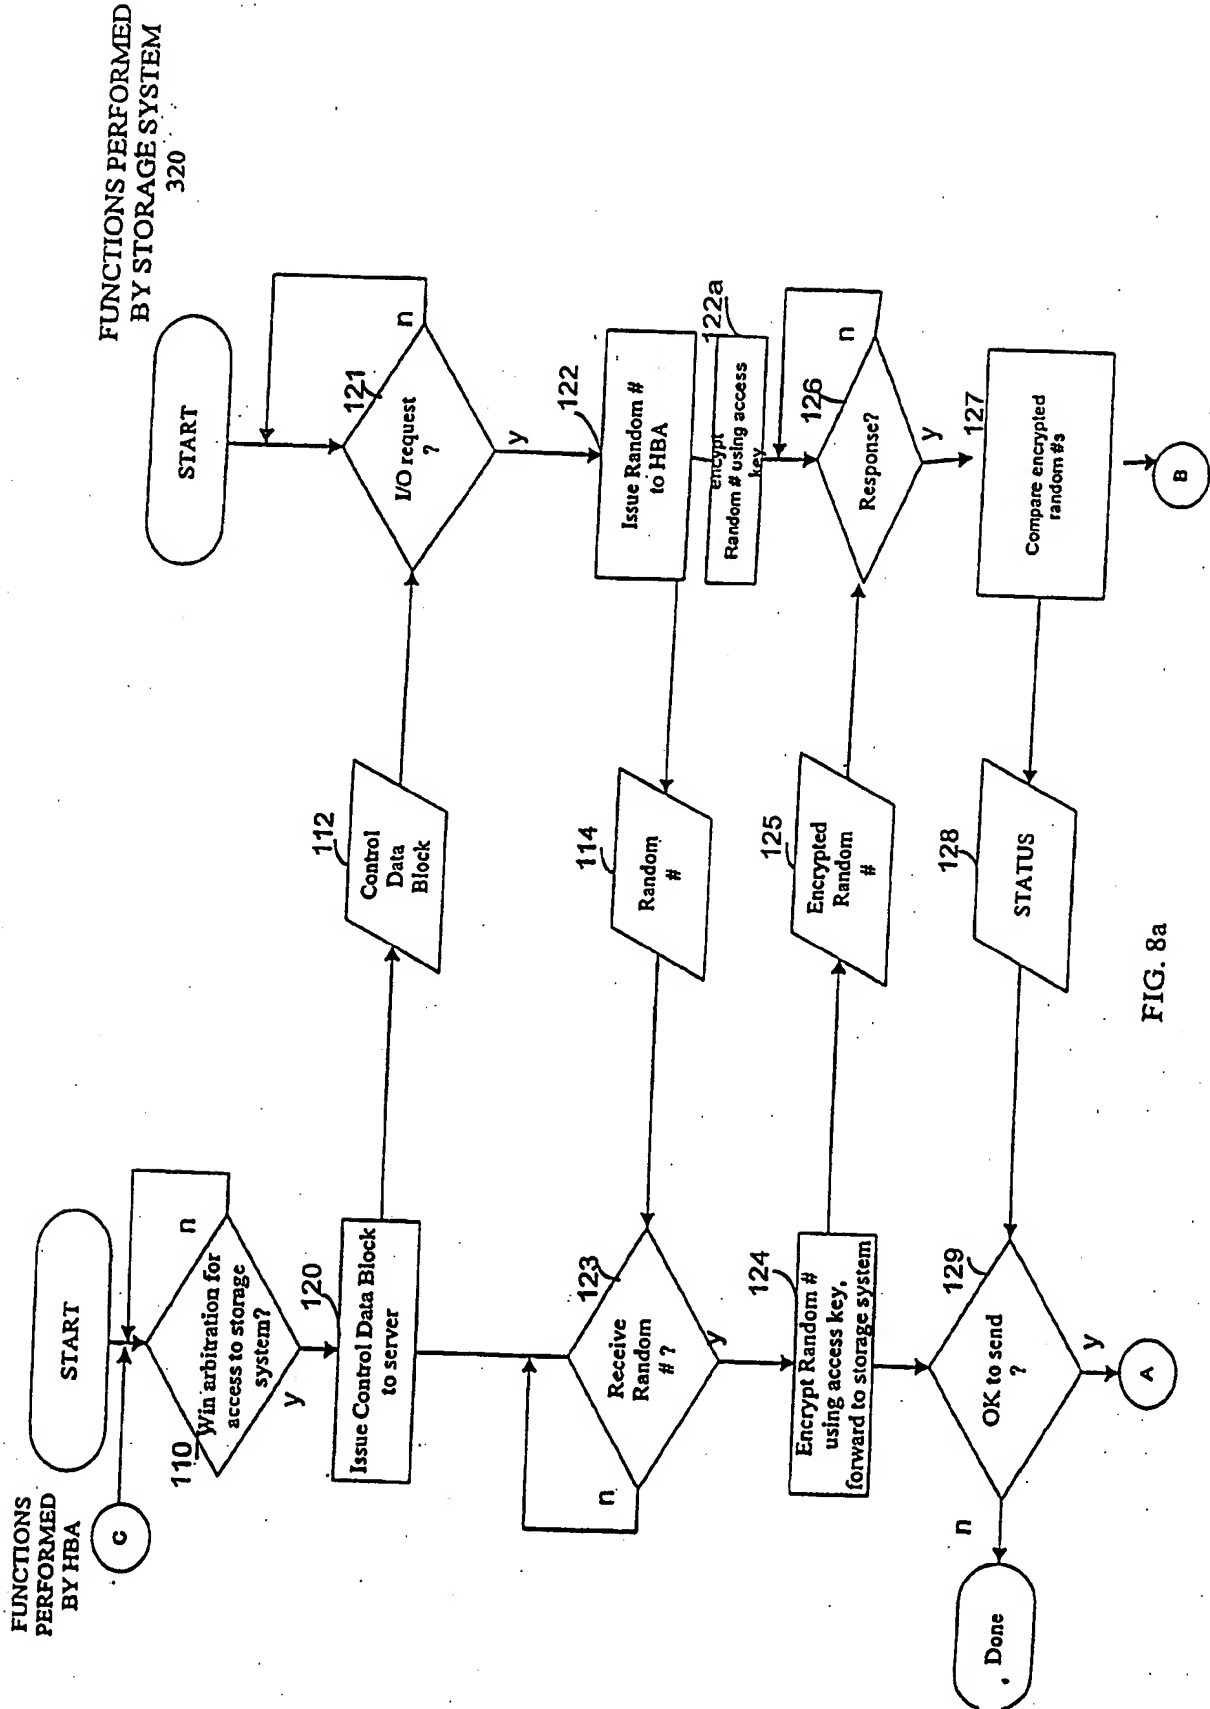 FUNCTIONS
PERFORMED
BY HBA
FUNCTIONS PERFORMED
BY STORAGE SYSTEM
320
C
START
START
110
Win arbitration for
access to storage
system?
n
y
121
I/O request
?
n
y
120
Issue Control Data Block
to server
112
Control
Data
Block
122
Issue Random #
to HBA
122a
encrypt
Random # using access
key
114
Random
#
123
Receive
Random
# ?
n
y
124
Encrypt Random #
using access key,
forward to storage system
125
Encrypted
Random
#
126
Response?
n
y
127
Compare encrypted
random #s
B
128
STATUS
129
OK to send
?
n
y
Done
A
FIG. 8a